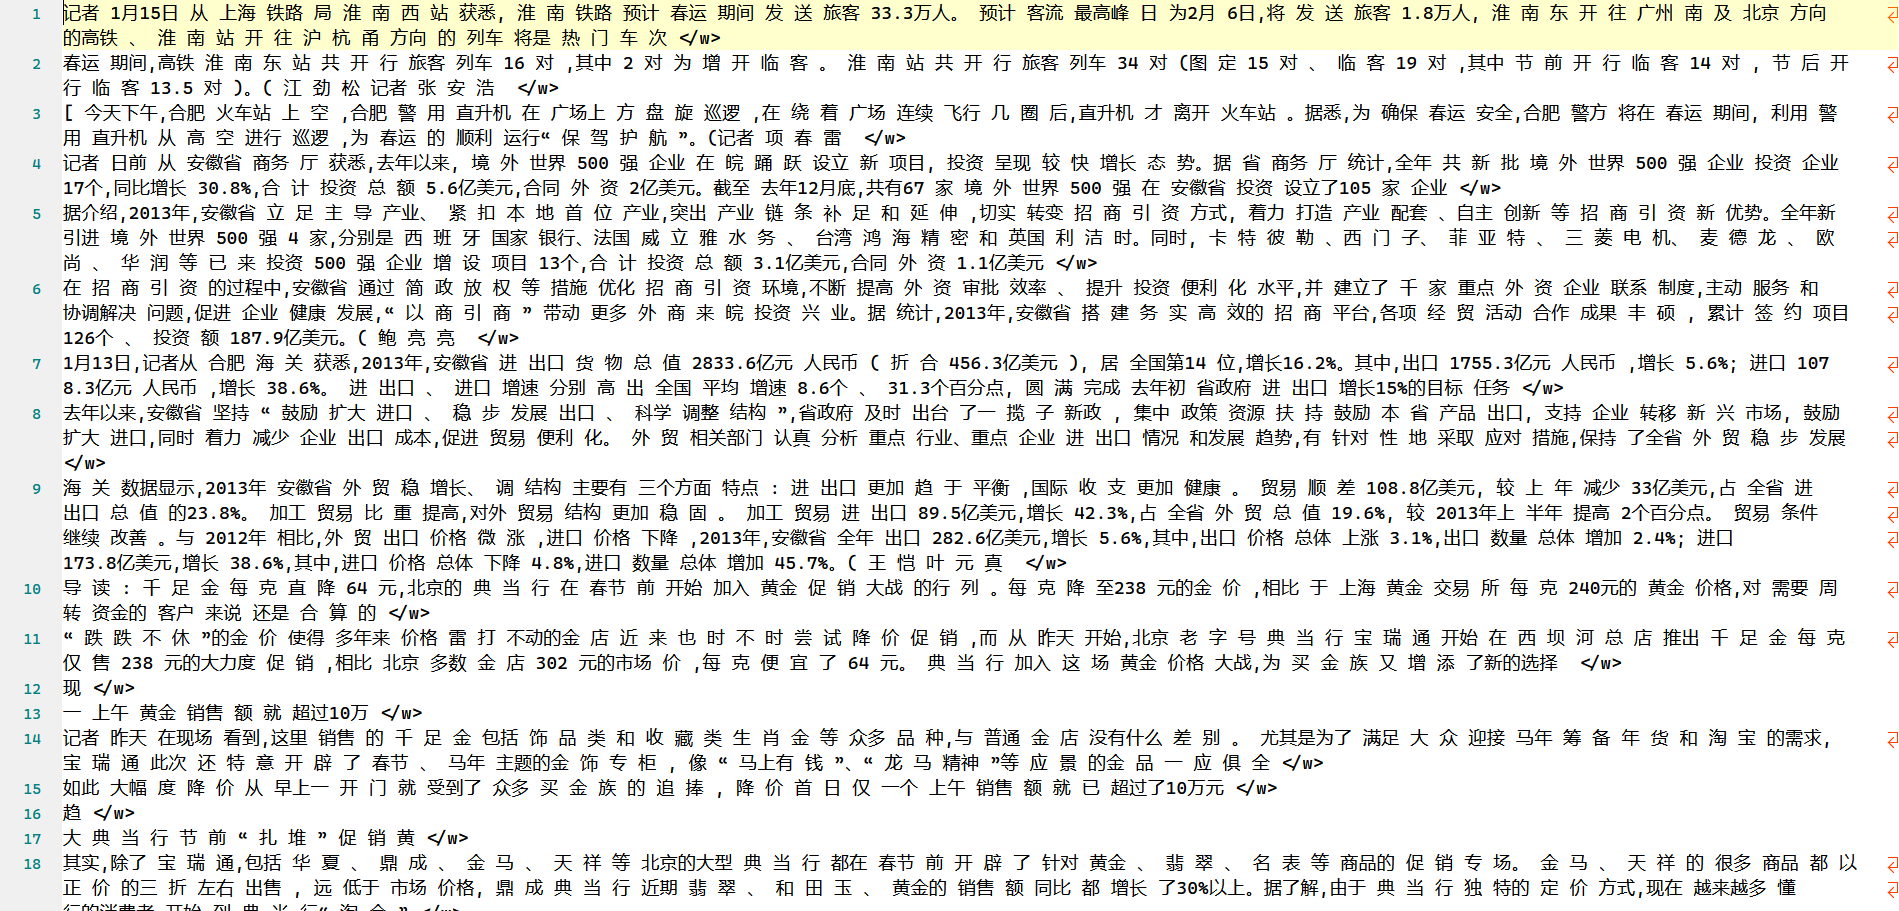 1 记者 1月15日 从 上海 铁路 局 淮 南 西 站 获悉, 淮 南 铁路 预计 春运 期间 发 送 旅客 33.3万人。 预计 客流 最高峰 日 为2月 6日,将 发 送 旅客 1.8万人, 淮 南 东 开 往 广州 南 及 北京 方向
的高铁 、 淮 南 站 开 往 沪 杭 甬 方向 的 列车 将是 热 门 车 次 </w>
2 春运 期间,高铁 淮 南 东 站 共 开 行 旅客 列车 16 对 ,其中 2 对 为 增 开 临 客 。 淮 南 站 共 开 行 旅客 列车 34 对 (图 定 15 对 、 临 客 19 对 ,其中 节 前 开 行 临 客 14 对 , 节 后 开
行 临 客 13.5 对 )。( 江 劲 松 记者 张 安 浩 </w>
3 [ 今天下午,合肥 火车站 上 空 ,合肥 警 用 直升机 在 广场上 方 盘 旋 巡逻 ,在 绕 着 广场 连续 飞行 几 圈 后,直升机 才 离开 火车站 。据悉,为 确保 春运 安全,合肥 警方 将在 春运 期间, 利用 警
用 直升机 从 高 空 进行 巡逻 ,为 春运 的 顺利 运行“ 保 驾 护 航 ”。(记者 项 春 雷 </w>
4 记者 日前 从 安徽省 商务 厅 获悉,去年以来, 境 外 世界 500 强 企业 在 皖 踊 跃 设立 新 项目, 投资 呈现 较 快 增长 态 势。据 省 商务 厅 统计,全年 共 新 批 境 外 世界 500 强 企业 投资 企业
17个,同比增长 30.8%,合 计 投资 总 额 5.6亿美元,合同 外 资 2亿美元。截至 去年12月底,共有67 家 境 外 世界 500 强 在 安徽省 投资 设立了105 家 企业 </w>
5 据介绍,2013年,安徽省 立 足 主 导 产业、 紧 扣 本 地 首 位 产业,突出 产业 链 条 补 足 和 延 伸 ,切实 转变 招 商 引 资 方式, 着力 打造 产业 配套 、自主 创新 等 招 商 引 资 新 优势。全年新
引进 境 外 世界 500 强 4 家,分别是 西 班 牙 国家 银行、法国 威 立 雅 水 务 、 台湾 鸿 海 精 密 和 英国 利 洁 时。同时, 卡 特 彼 勒 、西 门 子、 菲 亚 特 、 三 菱 电 机、 麦 德 龙 、 欧
尚 、 华 润 等 已 来 投资 500 强 企业 增 设 项目 13个,合 计 投资 总 额 3.1亿美元,合同 外 资 1.1亿美元 </w>
6 在 招 商 引 资 的过程中,安徽省 通过 简 政 放 权 等 措施 优化 招 商 引 资 环境,不断 提高 外 资 审批 效率 、 提升 投资 便利 化 水平,并 建立了 千 家 重点 外 资 企业 联系 制度,主动 服务 和
协调解决 问题,促进 企业 健康 发展,“ 以 商 引 商 ” 带动 更多 外 商 来 皖 投资 兴 业。据 统计,2013年,安徽省 搭 建 务 实 高 效的 招 商 平台,各项 经 贸 活动 合作 成果 丰 硕 , 累计 签 约 项目
126个 、 投资 额 187.9亿美元。( 鲍 亮 亮 </w>
7 1月13日,记者从 合肥 海 关 获悉,2013年,安徽省 进 出口 货 物 总 值 2833.6亿元 人民币 ( 折 合 456.3亿美元 ), 居 全国第14 位,增长16.2%。其中,出口 1755.3亿元 人民币 ,增长 5.6%; 进口 107
8.3亿元 人民币 ,增长 38.6%。 进 出口 、 进口 增速 分别 高 出 全国 平均 增速 8.6个 、 31.3个百分点, 圆 满 完成 去年初 省政府 进 出口 增长15%的目标 任务 </w>
8 去年以来,安徽省 坚持 “ 鼓励 扩大 进口 、 稳 步 发展 出口 、 科学 调整 结构 ”,省政府 及时 出台 了一 揽 子 新政 , 集中 政策 资源 扶 持 鼓励 本 省 产品 出口, 支持 企业 转移 新 兴 市场, 鼓励
扩大 进口,同时 着力 减少 企业 出口 成本,促进 贸易 便利 化。 外 贸 相关部门 认真 分析 重点 行业、重点 企业 进 出口 情况 和发展 趋势,有 针对 性 地 采取 应对 措施,保持 了全省 外 贸 稳 步 发展
</w>
9 海 关 数据显示,2013年 安徽省 外 贸 稳 增长、 调 结构 主要有 三个方面 特点 : 进 出口 更加 趋 于 平衡 ,国际 收 支 更加 健康 。 贸易 顺 差 108.8亿美元, 较 上 年 减少 33亿美元,占 全省 进
出口 总 值 的23.8%。 加工 贸易 比 重 提高,对外 贸易 结构 更加 稳 固 。 加工 贸易 进 出口 89.5亿美元,增长 42.3%,占 全省 外 贸 总 值 19.6%, 较 2013年上 半年 提高 2个百分点。 贸易 条件
继续 改善 。与 2012年 相比,外 贸 出口 价格 微 涨 ,进口 价格 下降 ,2013年,安徽省 全年 出口 282.6亿美元,增长 5.6%,其中,出口 价格 总体 上涨 3.1%,出口 数量 总体 增加 2.4%; 进口
173.8亿美元,增长 38.6%,其中,进口 价格 总体 下降 4.8%,进口 数量 总体 增加 45.7%。( 王 恺 叶 元 真 </w>
10 导 读 : 千 足 金 每 克 直 降 64 元,北京的 典 当 行 在 春节 前 开始 加入 黄金 促 销 大战 的行 列 。每 克 降 至238 元的金 价 ,相比 于 上海 黄金 交易 所 每 克 240元的 黄金 价格,对 需要 周
转 资金的 客户 来说 还是 合 算 的 </w>
11 “ 跌 跌 不 休 ”的金 价 使得 多年来 价格 雷 打 不动的金 店 近 来 也 时 不 时 尝 试 降 价 促 销 ,而 从 昨天 开始,北京 老 字 号 典 当 行 宝 瑞 通 开始 在 西 坝 河 总 店 推出 千 足 金 每 克
仅 售 238 元的大力度 促 销 ,相比 北京 多数 金 店 302 元的市场 价 ,每 克 便 宜 了 64 元。 典 当 行 加入 这 场 黄金 价格 大战,为 买 金 族 又 增 添 了新的选择 </w>
12 现 </w>
13 一 上午 黄金 销售 额 就 超过10万 </w>
14 记者 昨天 在现场 看到,这里 销售 的 千 足 金 包括 饰 品 类 和 收 藏 类 生 肖 金 等 众多 品 种,与 普通 金 店 没有什么 差 别 。 尤其是为了 满足 大 众 迎接 马年 筹 备 年 货 和 淘 宝 的需求,
宝 瑞 通 此次 还 特 意 开 辟 了 春节 、 马年 主题的金 饰 专 柜 , 像 “ 马上有 钱 ”、“ 龙 马 精神 ”等 应 景 的金 品 一 应 俱 全 </w>
15 如此 大幅 度 降 价 从 早上一 开 门 就 受到了 众多 买 金 族 的 追 捧 , 降 价 首 日 仅 一个 上午 销售 额 就 已 超过了10万元 </w>
16 趋 </w>
17 大 典 当 行 节 前 “ 扎 堆 ” 促 销 黄 </w>
18 其实,除了 宝 瑞 通,包括 华 夏 、 鼎 成 、 金 马 、 天 祥 等 北京的大型 典 当 行 都在 春节 前 开 辟 了 针对 黄金 、 翡 翠 、 名 表 等 商品的 促 销 专 场。 金 马 、 天 祥 的 很多 商品 都 以
正 价 的三 折 左右 出售 , 远 低于 市场 价格, 鼎 成 典 当 行 近期 翡 翠 、 和 田 玉 、 黄金的 销售 额 同比 都 增长 了30%以上。据了解,由于 典 当 行 独 特的 定 价 方式,现在 越来越多 懂
行的消费者 开始 到 典 当 行“ 淘 金 ” </w>